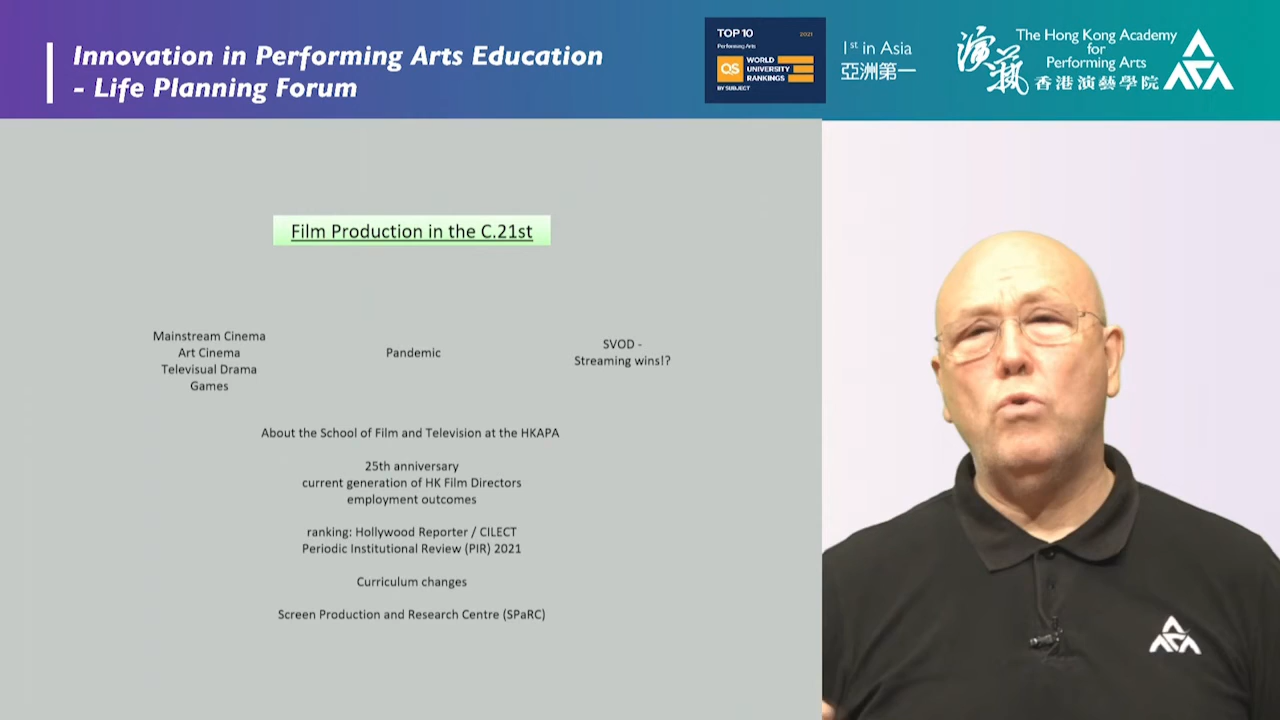 Innovation in Performing Arts Education
- Life Planning Forum
TOP 10
2021
Performing Arts
QS
WORLD
UNIVERSITY
RANKINGS
BY SUBJECT
1st in Asia
亞洲第一
演藝
The Hong Kong Academy
for
Performing Arts
香港演藝學院
Film Production in the C.21st
Mainstream Cinema
Art Cinema
Televisual Drama
Games
Pandemic
SVOD -
Streaming wins!?
About the School of Film and Television at the HKAPA
25th anniversary
current generation of HK Film Directors
employment outcomes
ranking: Hollywood Reporter / CILECT
Periodic Institutional Review (PIR) 2021
Curriculum changes
Screen Production and Research Centre (SPaRC)